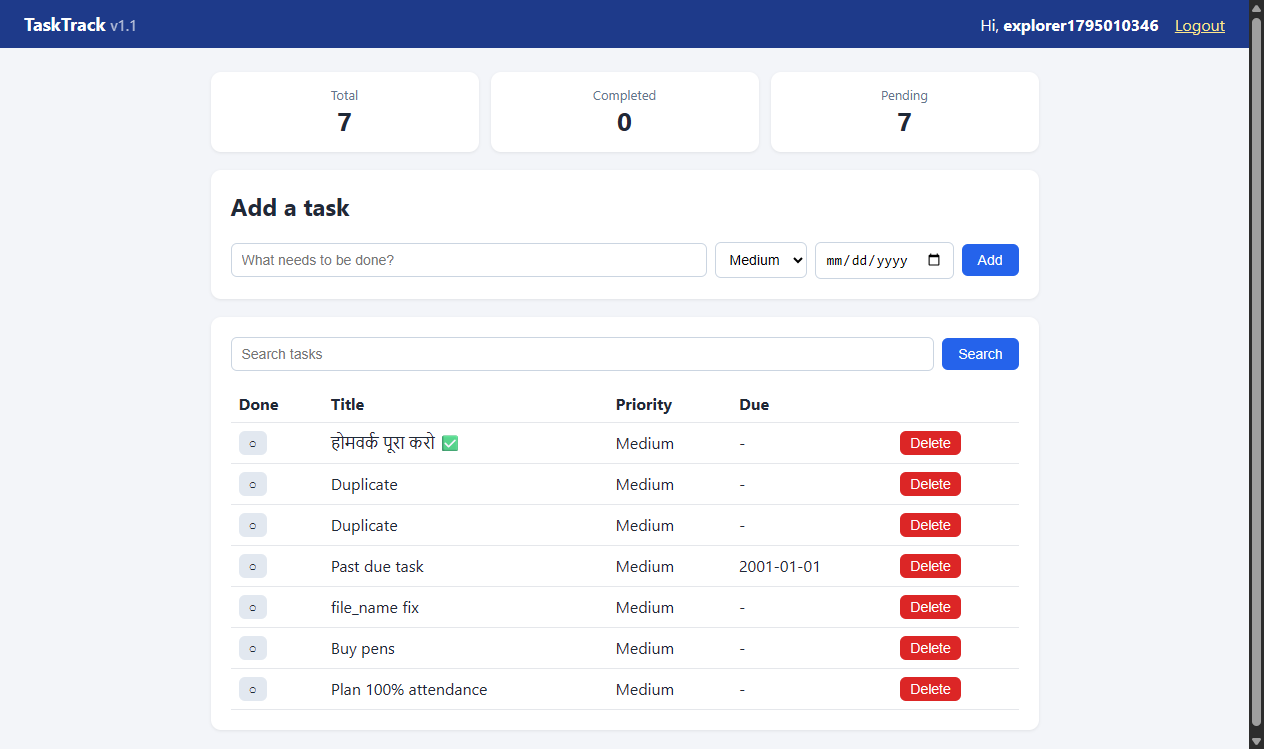 TaskTrack v1.1 Hi, explorer1795010346 Logout
Total Completed Pending
7 0 7
Add a task
What needs to be done? Medium mm/dd/yyyy Add
Search tasks Search
Done Title Priority Due
○ होमवर्क पूरा करो ✅ Medium - Delete
○ Duplicate Medium - Delete
○ Duplicate Medium - Delete
○ Past due task Medium 2001-01-01 Delete
○ file_name fix Medium - Delete
○ Buy pens Medium - Delete
○ Plan 100% attendance Medium - Delete